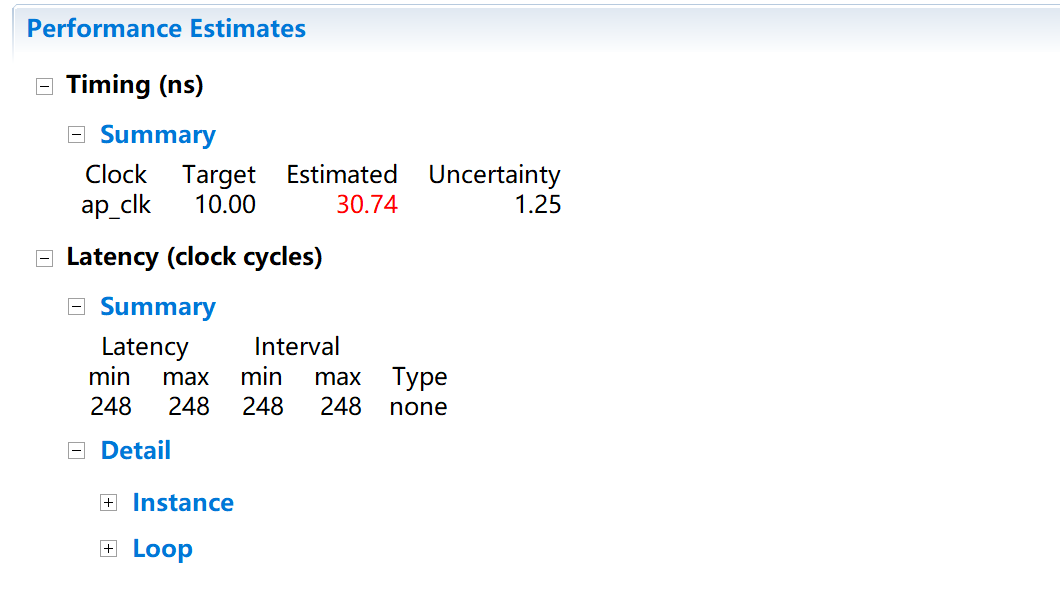 Performance Estimates
Timing (ns)
Summary
Clock Target Estimated Uncertainty
ap_clk 10.00 30.74 1.25
Latency (clock cycles)
Summary
Latency Interval
min max min max Type
248 248 248 248 none
Detail
Instance
Loop